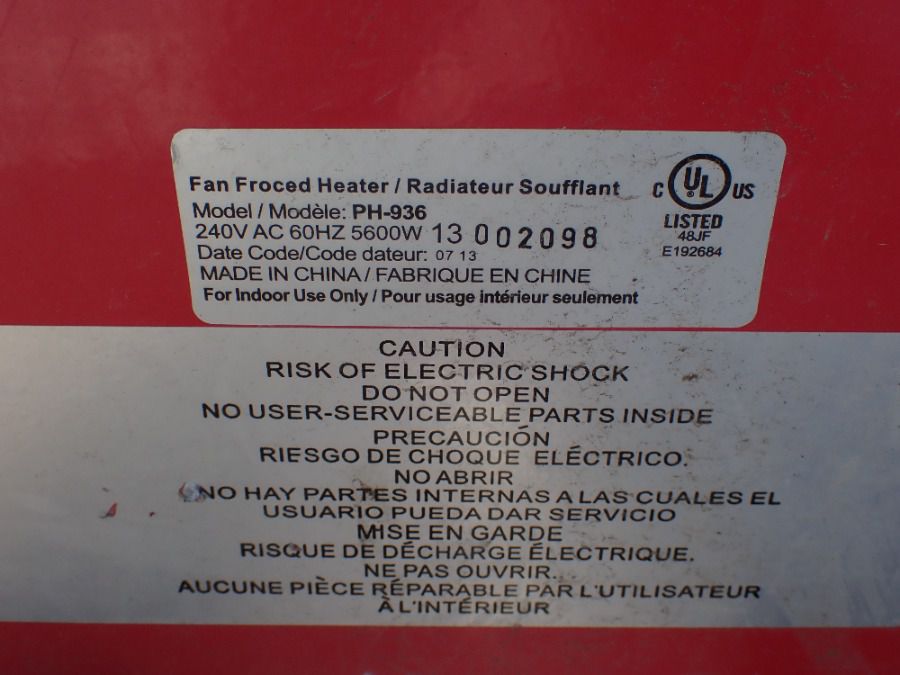 Fan Froced Heater / Radiateur Soufflant
Model / Modèle: PH-936
240V AC 60HZ 5600W 13 002098
Date Code/Code dateur: 07 13
MADE IN CHINA / FABRIQUE EN CHINE
For Indoor Use Only / Pour usage intérieur seulement
C UL US
LISTED
48JF
E192684
CAUTION
RISK OF ELECTRIC SHOCK
DO NOT OPEN
NO USER-SERVICEABLE PARTS INSIDE
PRECAUCIÓN
RIESGO DE CHOQUE ELÉCTRICO.
NO ABRIR
NO HAY PARTES INTERNAS A LAS CUALES EL
USUARIO PUEDA DAR SERVICIO
MISE EN GARDE
RISQUE DE DÉCHARGE ÉLECTRIQUE.
NE PAS OUVRIR.
AUCUNE PIÈCE RÉPARABLE PAR L'UTILISATEUR
À L'INTÉRIEUR